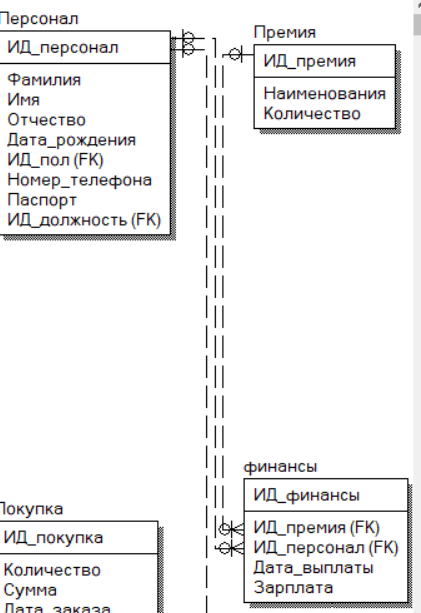 Персонал
ИД_персонал
Фамилия
Имя
Отчество
Дата_рождения
ИД_пол (FK)
Номер_телефона
Паспорт
ИД_должность (FK)
Премия
ИД_премия
Наименования
Количество
финансы
ИД_финансы
ИД_премия (FK)
ИД_персонал (FK)
Дата_выплаты
Зарплата
Покупка
ИД_покупка
Количество
Сумма
Дата_заказа